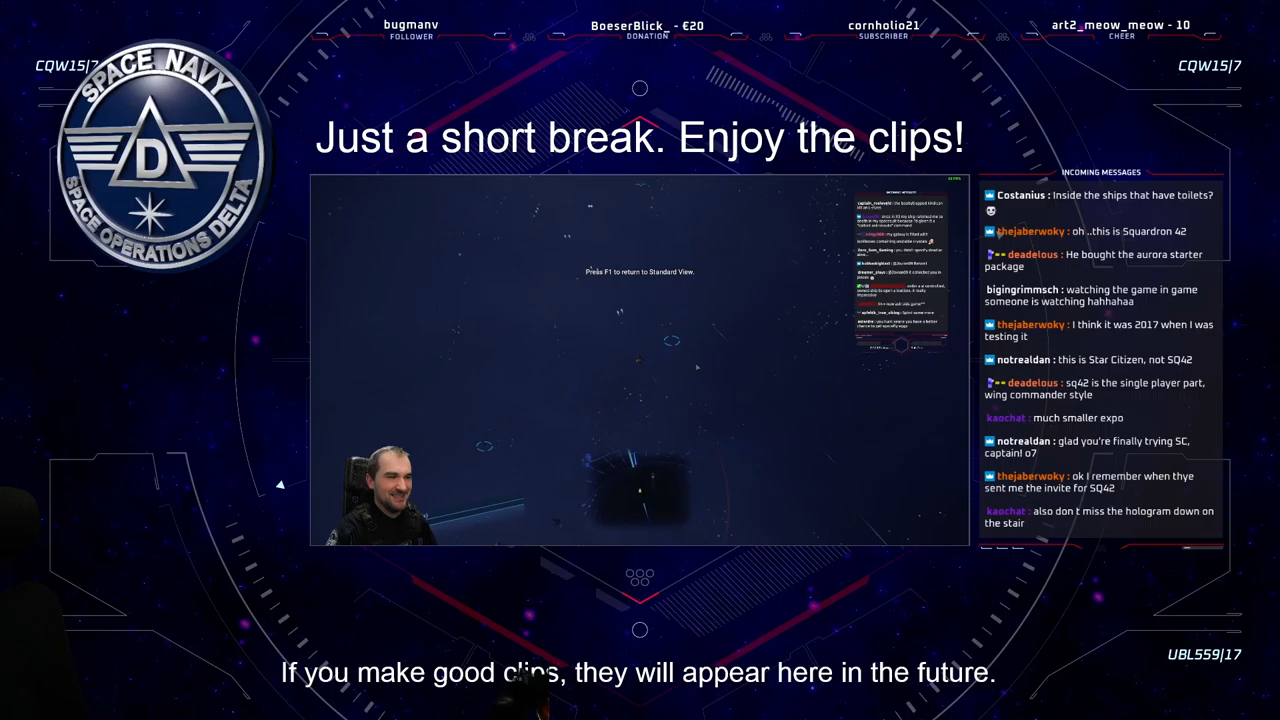 bugmanv
FOLLOWER
BoeserBlick_ - €20
DONATION
cornholio21
SUBSCRIBER
art2_meow_meow - 10
CHEER
CQW15|7
CQW15|7
SPACE NAVY
D
SPACE OPERATIONS DELTA
Just a short break. Enjoy the clips!
Press F1 to return to Standard View.
INCOMING MESSAGES
Costanius : Inside the ships that have toilets?
thejaberwoky : oh ..this is Squardron 42
deadelous : He bought the aurora starter
package
bigingrimmsch : watching the game in game
someone is watching hahhahaa
thejaberwoky : I think it was 2017 when I was
testing it
notrealdan : this is Star Citizen, not SQ42
deadelous : sq42 is the single player part,
wing commander style
kaochat : much smaller expo
notrealdan : glad you're finally trying SC,
captain! o7
thejaberwoky : ok I remember when thye
sent me the invite for SQ42
kaochat : also don t miss the hologram down on
the stair
UBL559|17
If you make good clips, they will appear here in the future.